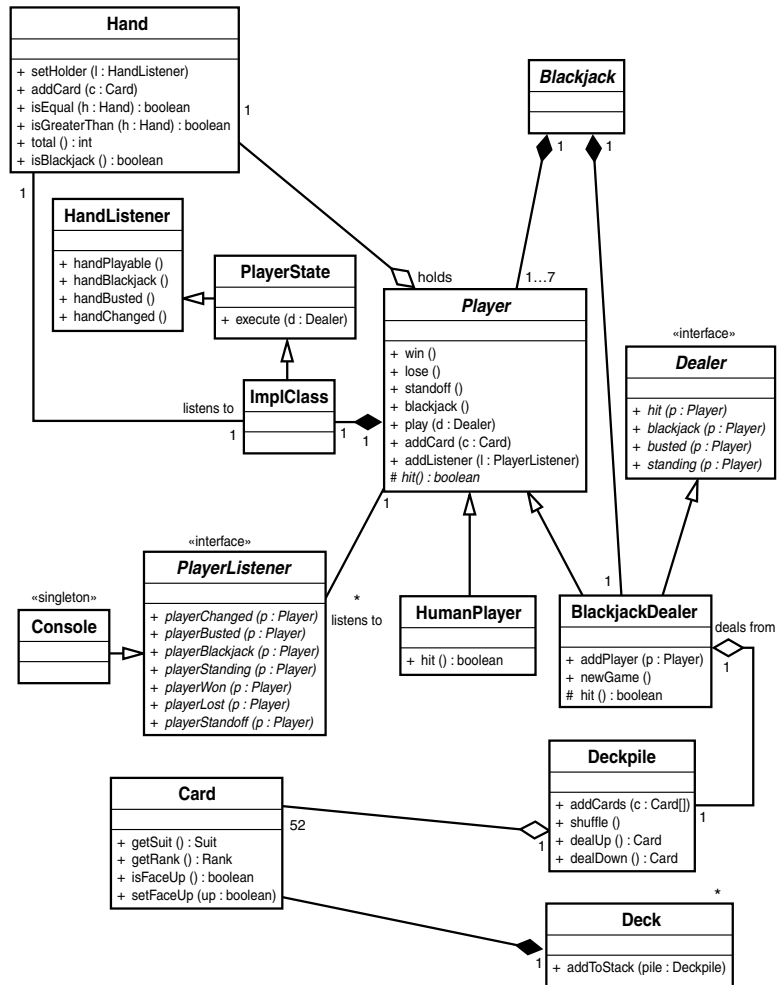 Hand
+ setHolder (l : HandListener)
+ addCard (c : Card)
+ isEqual (h : Hand) : boolean
+ isGreaterThan (h : Hand) : boolean
+ total () : int
+ isBlackjack () : boolean
1
1
Blackjack
1
1
HandListener
+ handPlayable ()
+ handBlackjack ()
+ handBusted ()
+ handChanged ()
PlayerState
+ execute (d : Dealer)
holds
1...7
Player
+ win ()
+ lose ()
+ standoff ()
+ blackjack ()
+ play (d : Dealer)
+ addCard (c : Card)
+ addListener (l : PlayerListener)
# hit() : boolean
«interface»
Dealer
+ hit (p : Player)
+ blackjack (p : Player)
+ busted (p : Player)
+ standing (p : Player)
ImplClass
listens to
1
1
1
1
«interface»
PlayerListener
+ playerChanged (p : Player)
+ playerBusted (p : Player)
+ playerBlackjack (p : Player)
+ playerStanding (p : Player)
+ playerWon (p : Player)
+ playerLost (p : Player)
+ playerStandoff (p : Player)
*
listens to
«singleton»
Console
HumanPlayer
+ hit () : boolean
1
BlackjackDealer
+ addPlayer (p : Player)
+ newGame ()
# hit () : boolean
deals from
1
Deckpile
+ addCards (c : Card[])
+ shuffle ()
+ dealUp () : Card
+ dealDown () : Card
1
1
Card
+ getSuit () : Suit
+ getRank () : Rank
+ isFaceUp () : boolean
+ setFaceUp (up : boolean)
52
*
Deck
+ addToStack (pile : Deckpile)
1